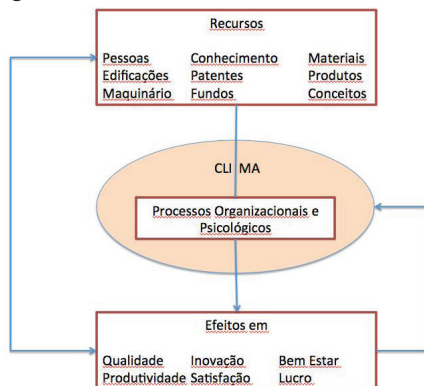 Recursos
Pessoas Conhecimento Materiais
Edificações Patentes Produtos
Maquinário Fundos Conceitos
CLIMA
Processos Organizacionais e
Psicológicos
Efeitos em
Qualidade Inovação Bem Estar
Produtividade Satisfação Lucro